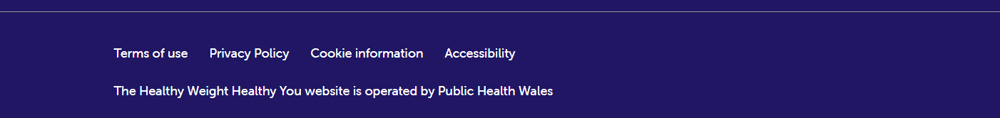 Terms of use Privacy Policy Cookie information Accessibility
The Healthy Weight Healthy You website is operated by Public Health Wales